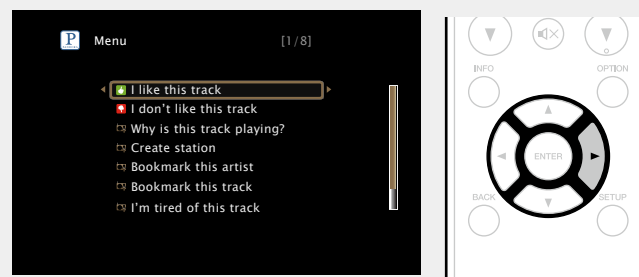 P
Menu
[1/8]
I like this track
I don't like this track
Why is this track playing?
Create station
Bookmark this artist
Bookmark this track
I'm tired of this track
INFO
OPTION
ENTER
BACK
SETUP